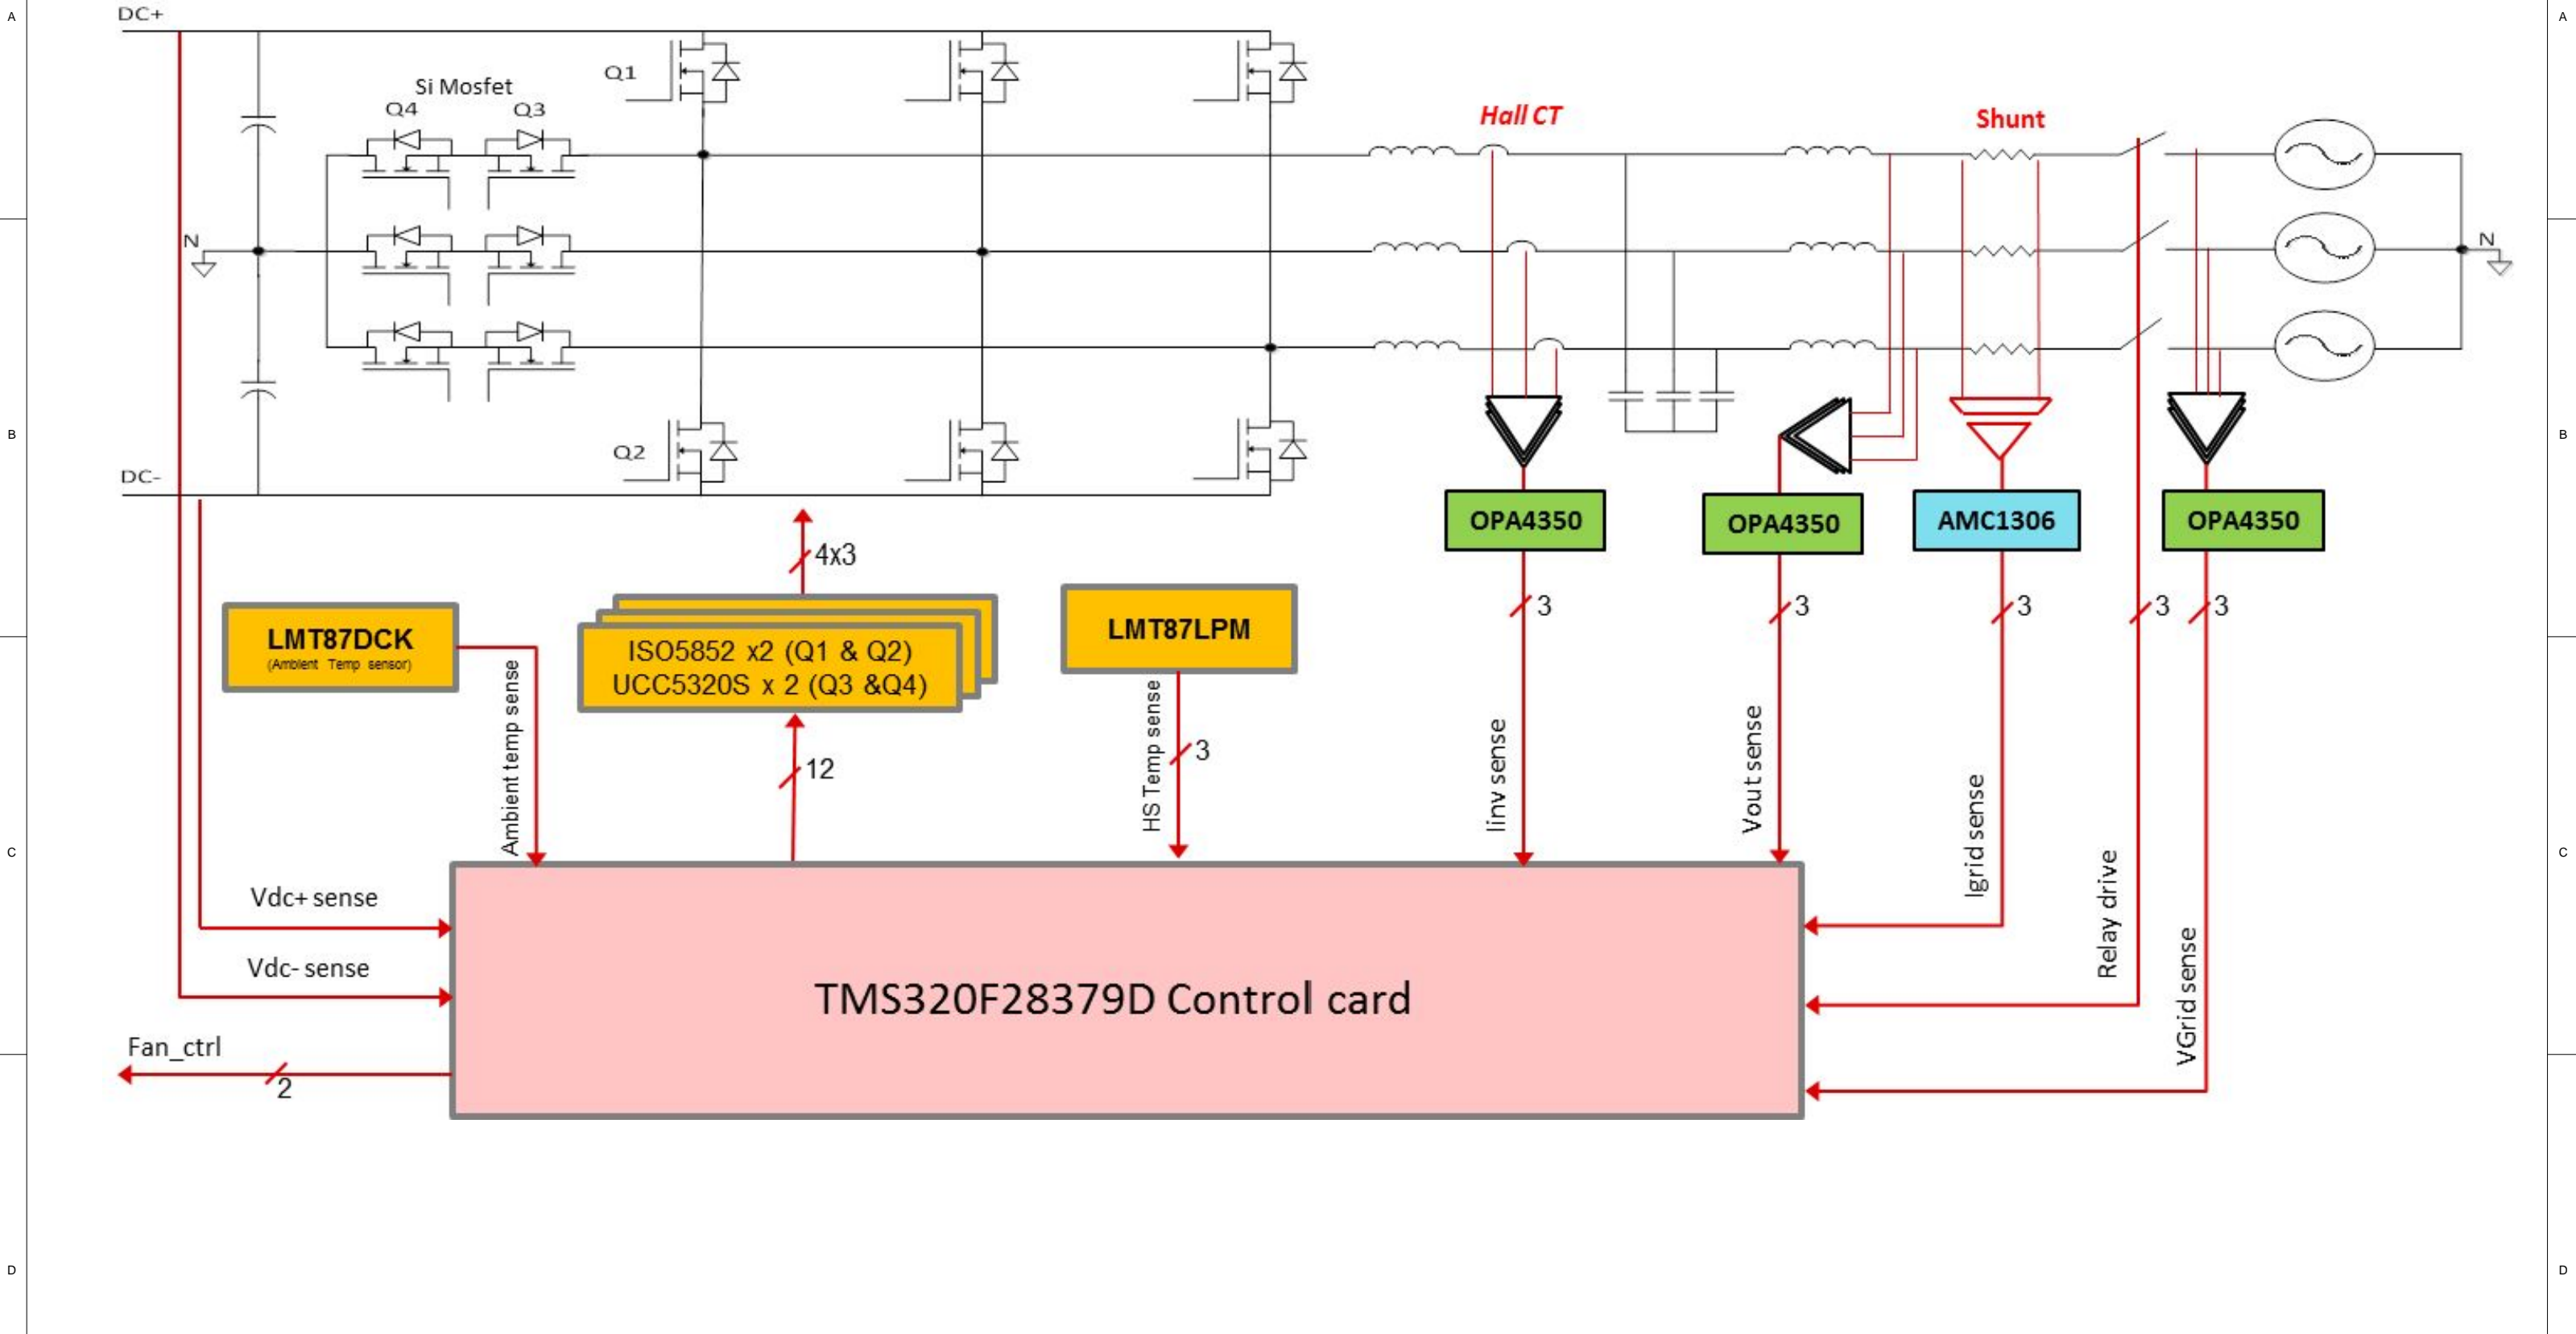 A
A
DC+
Q1
Si Mosfet
Q4
Q3
Hall CT
Shunt
N
N
B
B
Q2
DC-
OPA4350
OPA4350
AMC1306
OPA4350
4x3
LMT87DCK
(Ambient Temp sensor)
ISO5852 x2 (Q1 & Q2)
UCC5320S x 2 (Q3 &Q4)
LMT87LPM
3
3
3
3
3
Ambient temp sense
12
HS Temp sense
3
Iinv sense
Vout sense
Igrid sense
Relay drive
VGrid sense
C
C
Vdc+ sense
Vdc- sense
TMS320F28379D Control card
Fan_ctrl
2
D
D